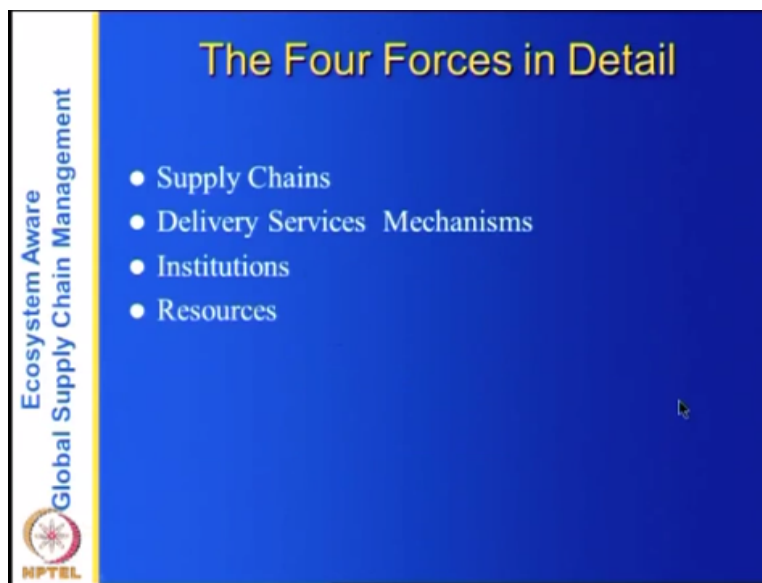 The Four Forces in Detail
Supply Chains
Delivery Services Mechanisms
Institutions
Resources
Ecosystem Aware
Global Supply Chain Management
NPTEL